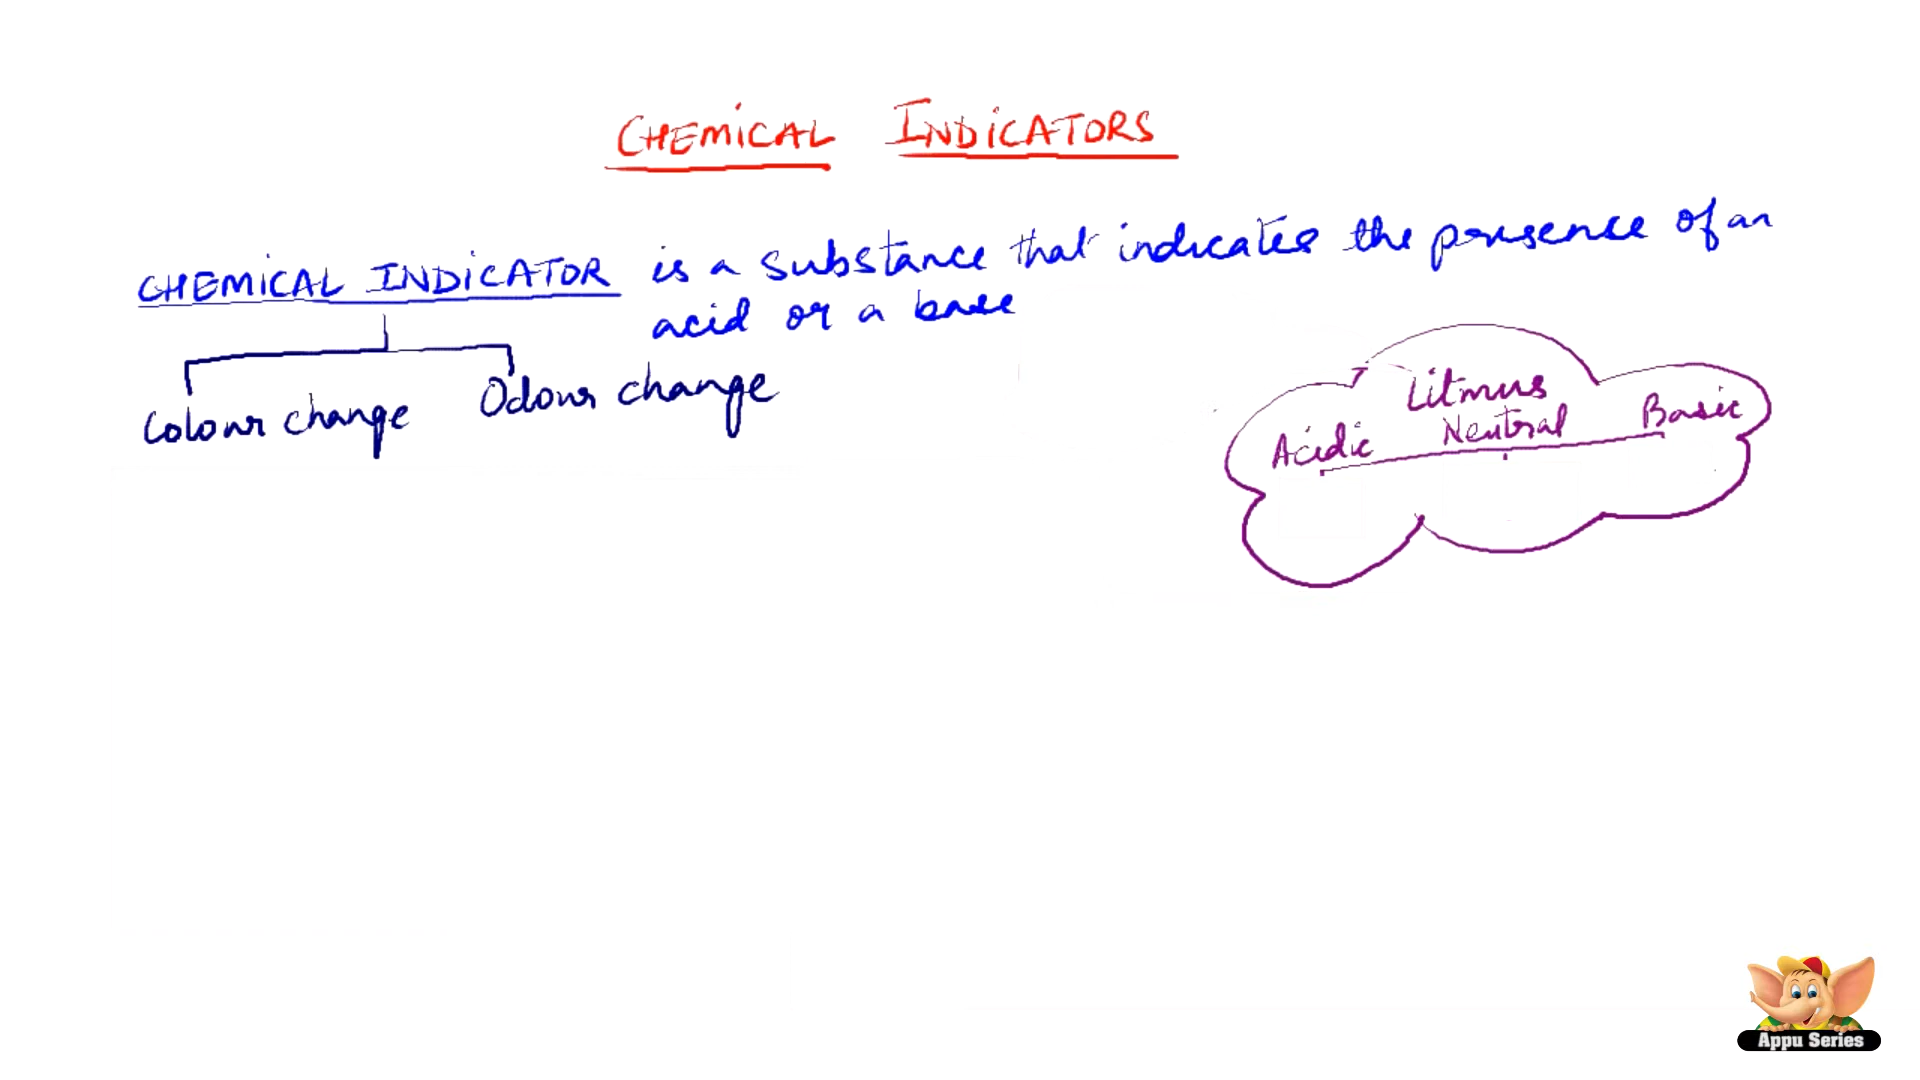 CHEMICAL INDICATORS
CHEMICAL INDICATOR is a substance that indicates the presence of an
acid or a base
Colour change Odour change
Litmus
Acidic Neutral Basic
Appu Series